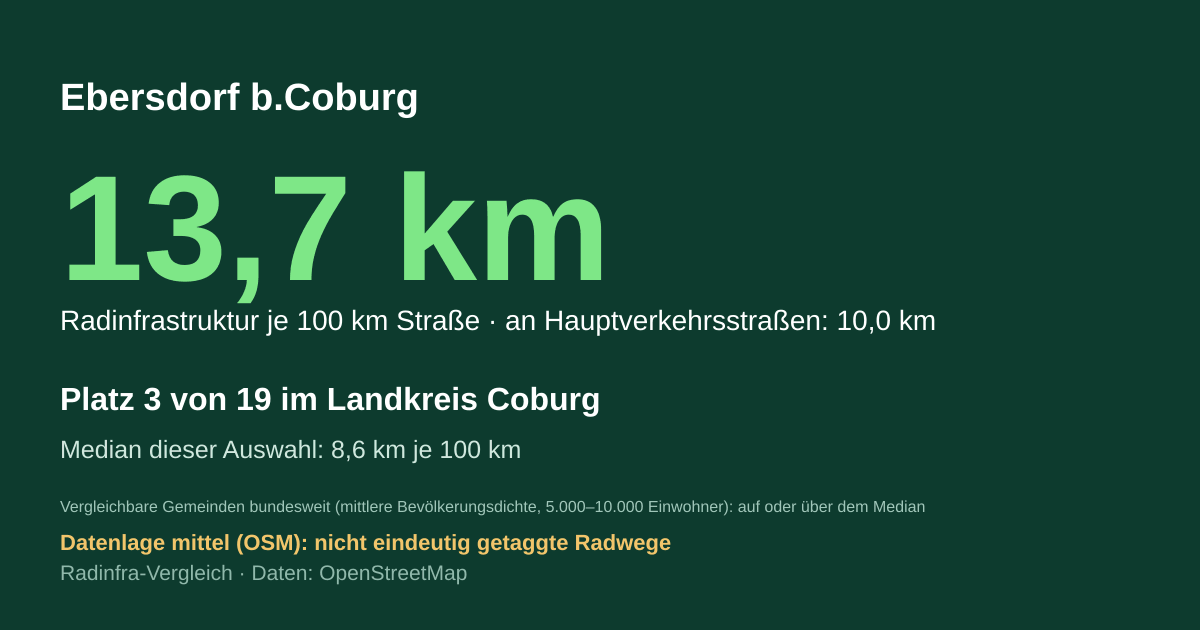 Ebersdorf b.Coburg
13,7 km
Radinfrastruktur je 100 km Straße · an Hauptverkehrsstraßen: 10,0 km
Platz 3 von 19 im Landkreis Coburg
Median dieser Auswahl: 8,6 km je 100 km
Vergleichbare Gemeinden bundesweit (mittlere Bevölkerungsdichte, 5.000–10.000 Einwohner): auf oder über dem Median
Datenlage mittel (OSM): nicht eindeutig getaggte Radwege
Radinfra-Vergleich · Daten: OpenStreetMap